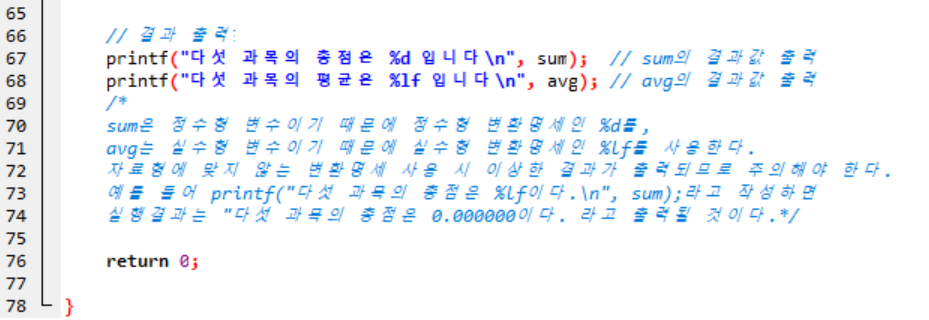 65
66 // 결과 출력:
67 printf("다섯 과목의 총점은 %d 입니다\n", sum); // sum의 결과값 출력
68 printf("다섯 과목의 평균은 %lf 입니다\n", avg); // avg의 결과값 출력
69 /*
70 sum은 정수형 변수이기 때문에 정수형 변환명세인 %d를,
71 avg는 실수형 변수이기 때문에 실수형 변환명세인 %lf를 사용한다.
72 자료형에 맞지 않는 변환명세 사용 시 이상한 결과가 출력되므로 주의해야 한다.
73 예를 들어 printf("다섯 과목의 총점은 %lf이다.\n", sum);라고 작성하면
74 실행결과는 "다섯 과목의 총점은 0.000000이다. 라고 출력될 것이다.*/
75
76 return 0;
77
78 }